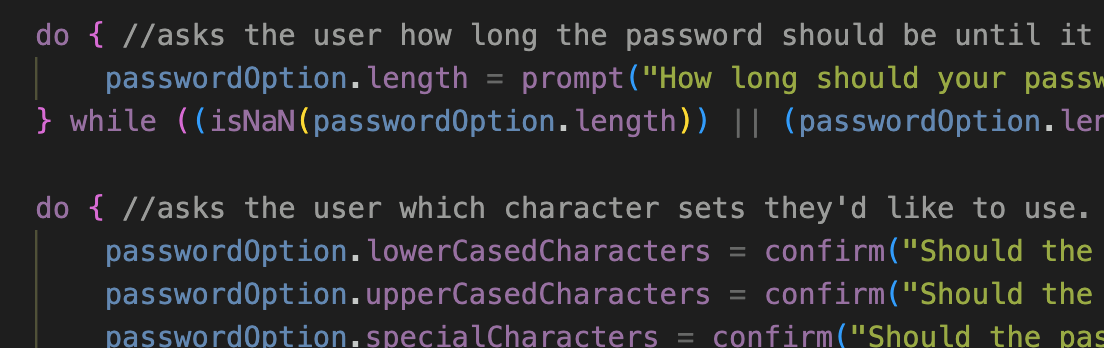 do { //asks the user how long the password should be until it
passwordOption.length = prompt("How long should your passw
} while ((isNaN(passwordOption.length)) || (passwordOption.len
do { //asks the user which character sets they'd like to use.
passwordOption.lowerCasedCharacters = confirm("Should the
passwordOption.upperCasedCharacters = confirm("Should the
passwordOption.specialCharacters = confirm("Should the pas